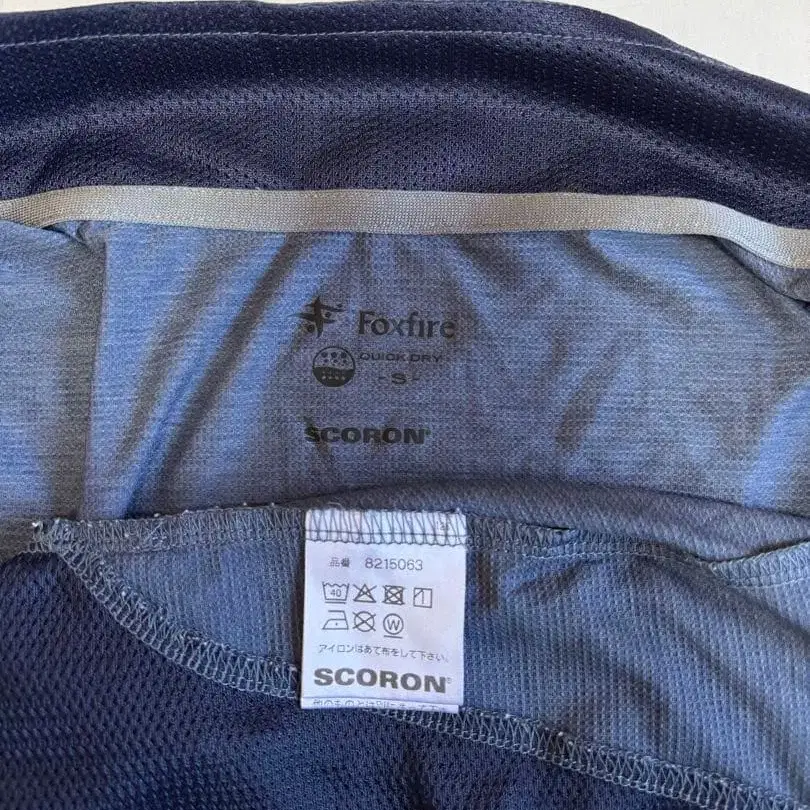 Foxfire
QUICK DRY
- S -
SCORON®
品番 8215063
40
W
アイロンはあて布をして下さい。
SCORON®